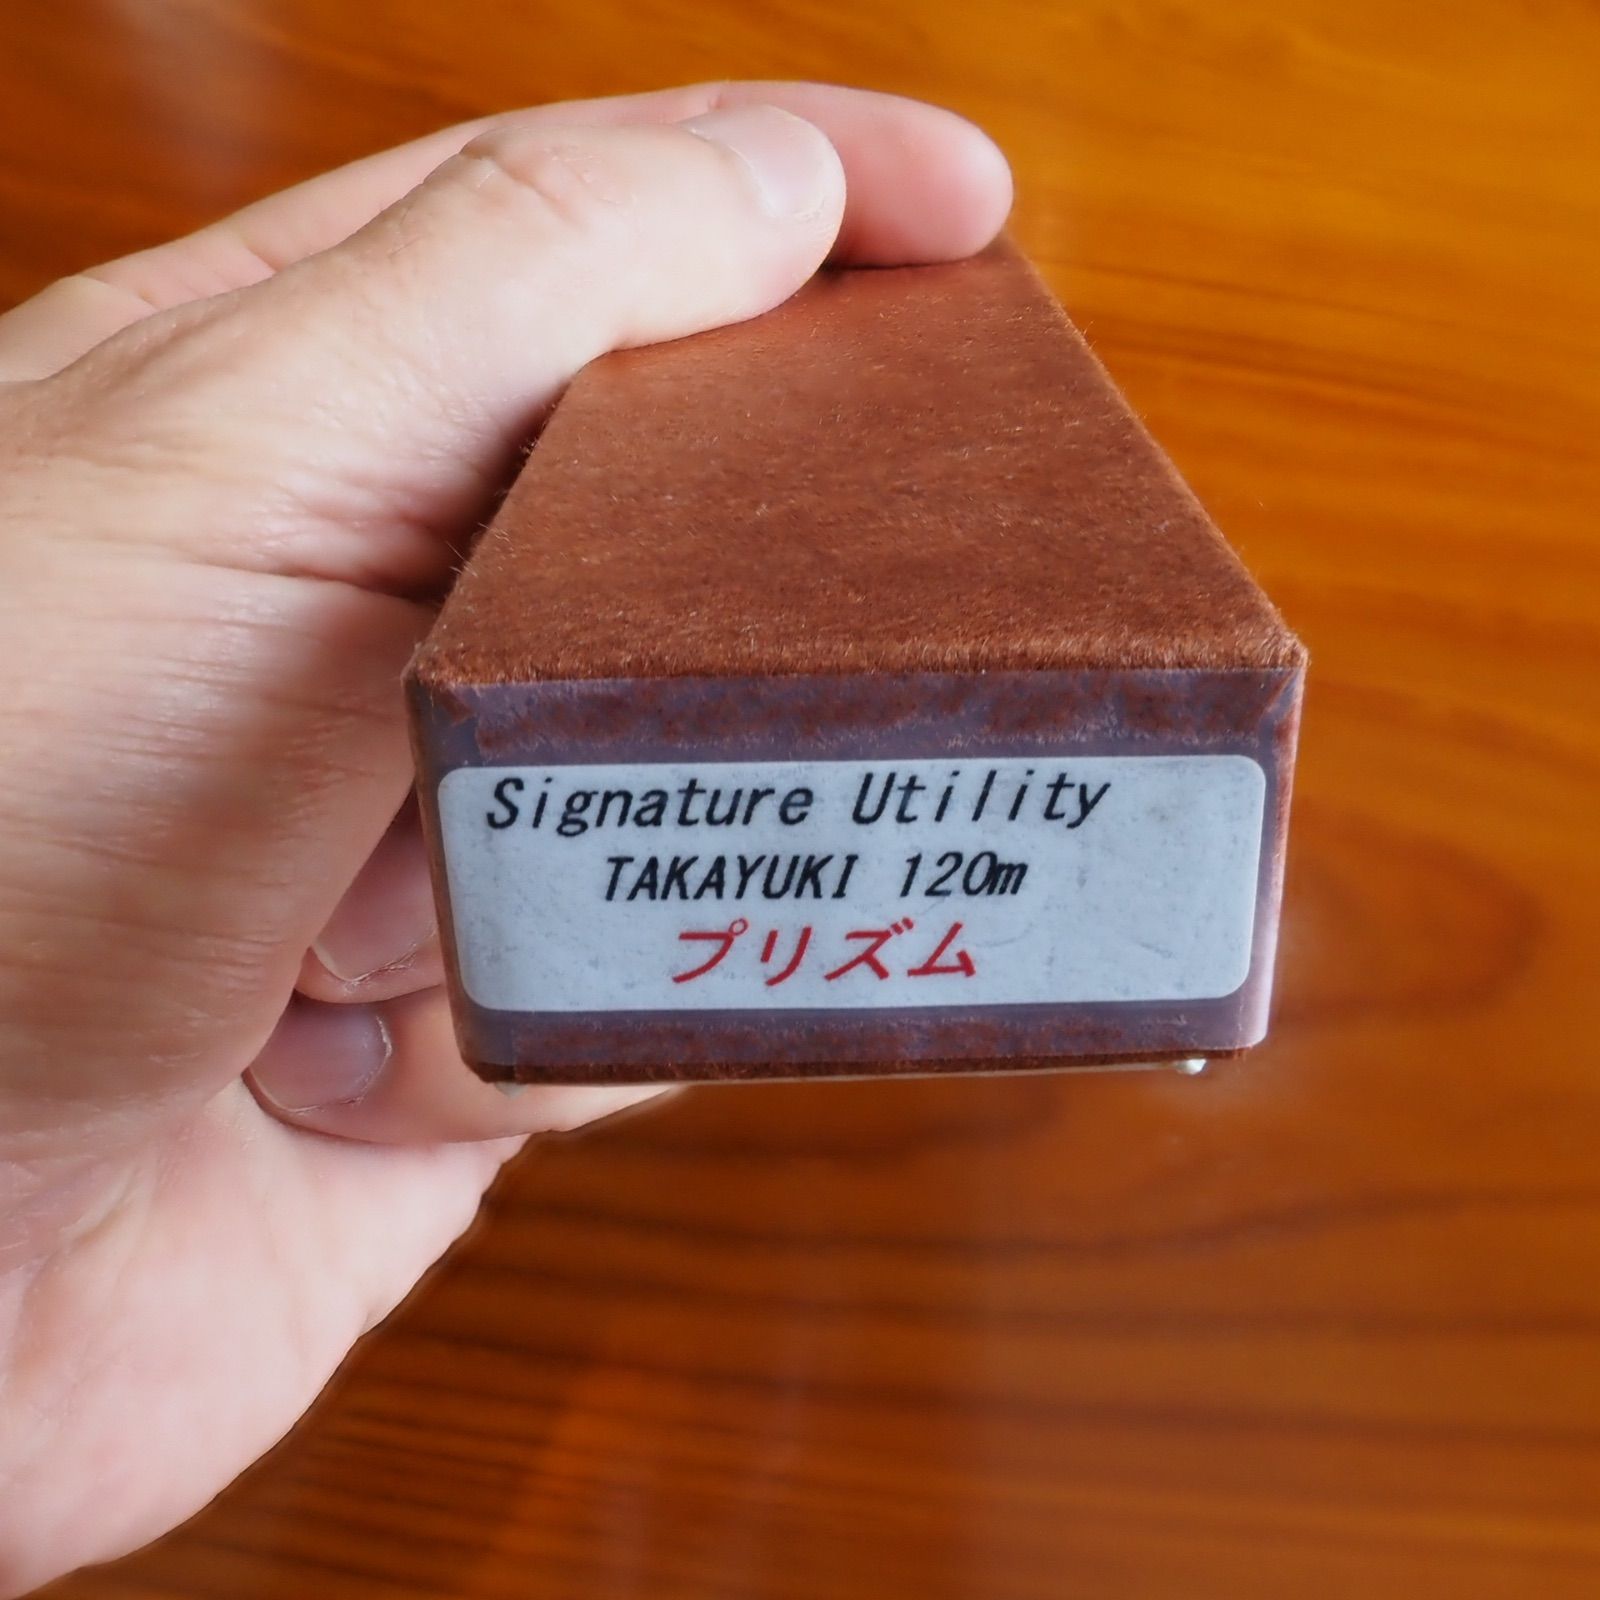 Signature Utility
TAKAYUKI 120m
プリズム